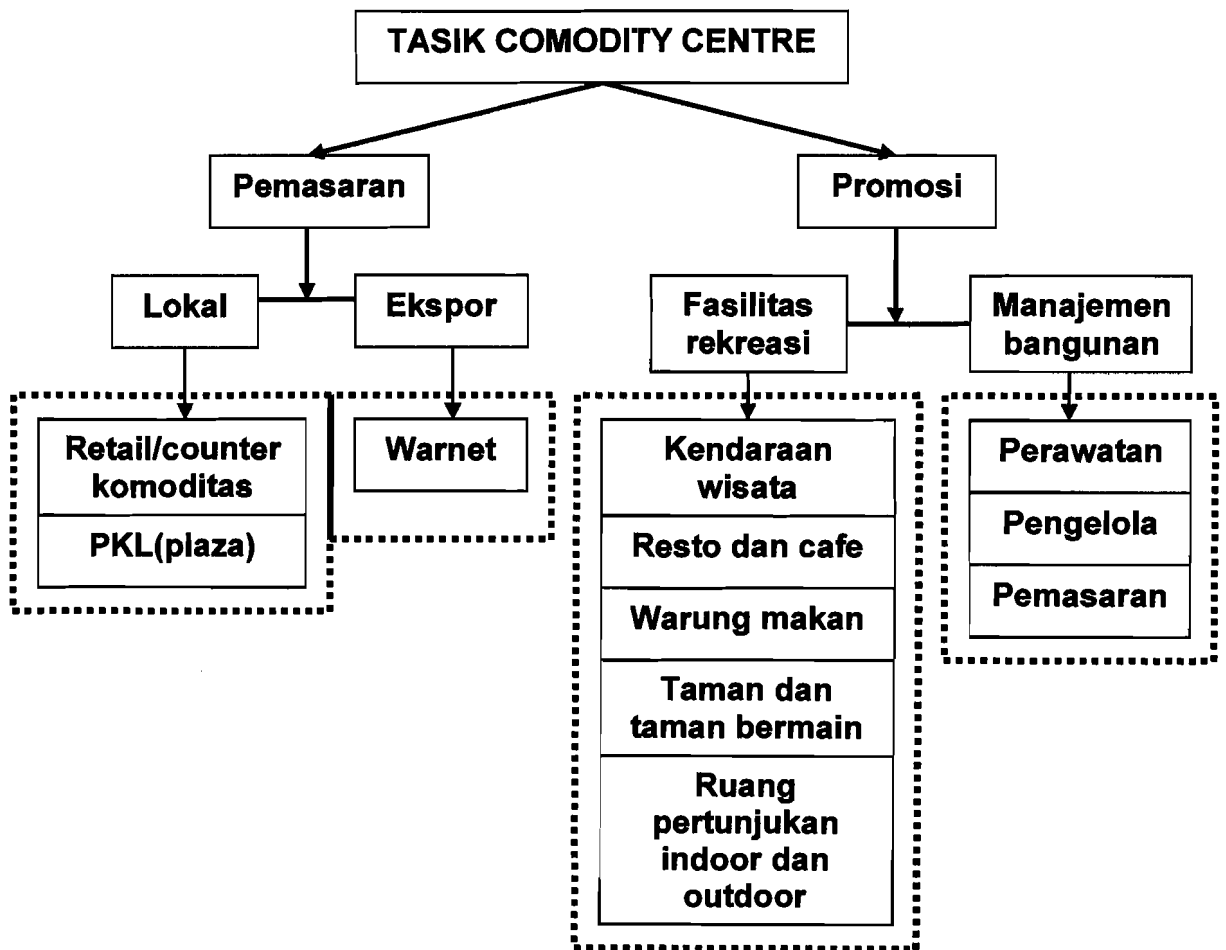 TASIK COMODITY CENTRE
Pemasaran
Promosi
Lokal
Ekspor
Fasilitas
rekreasi
Manajemen
bangunan
Retail/counter
komoditas
PKL(plaza)
Warnet
Kendaraan
wisata
Resto dan cafe
Warung makan
Taman dan
taman bermain
Ruang
pertunjukan
indoor dan
outdoor
Perawatan
Pengelola
Pemasaran